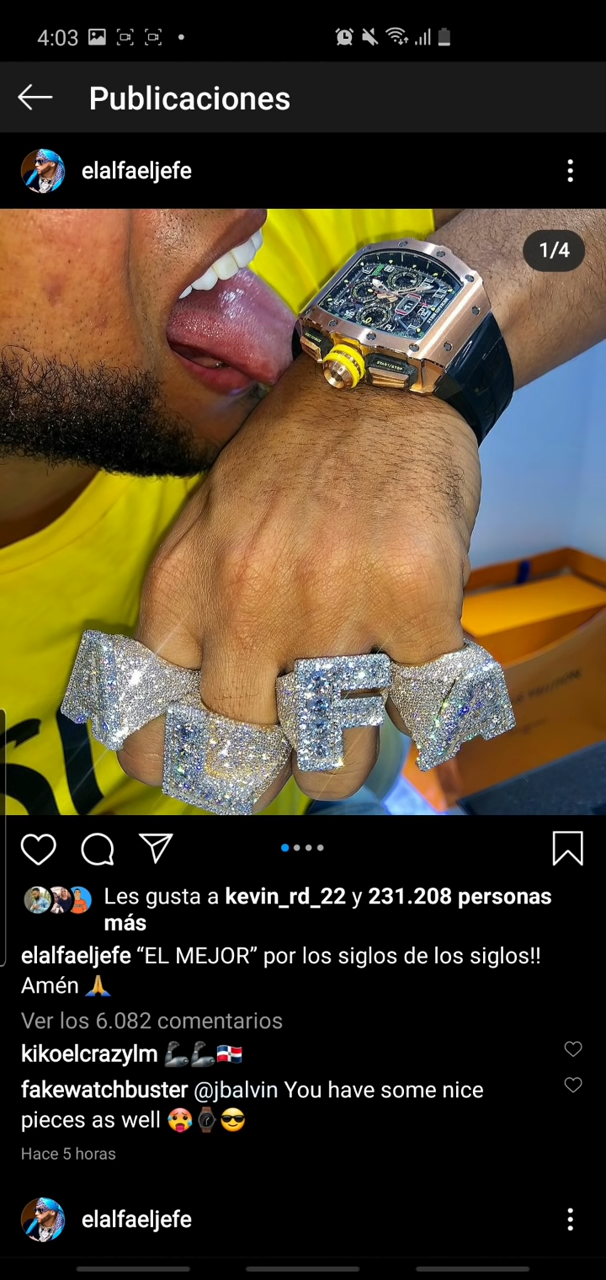 4:03
Publicaciones
elalfaeljefe
1/4
A L F A
Les gusta a kevin_rd_22 y 231.208 personas
más
elalfaeljefe “EL MEJOR” por los siglos de los siglos!!
Amén 🙏
Ver los 6.082 comentarios
kikoelcrazylm 🦾🦾🇩🇴
fakewatchbuster @jbalvin You have some nice
pieces as well 🥵⌚😎
Hace 5 horas
elalfaeljefe